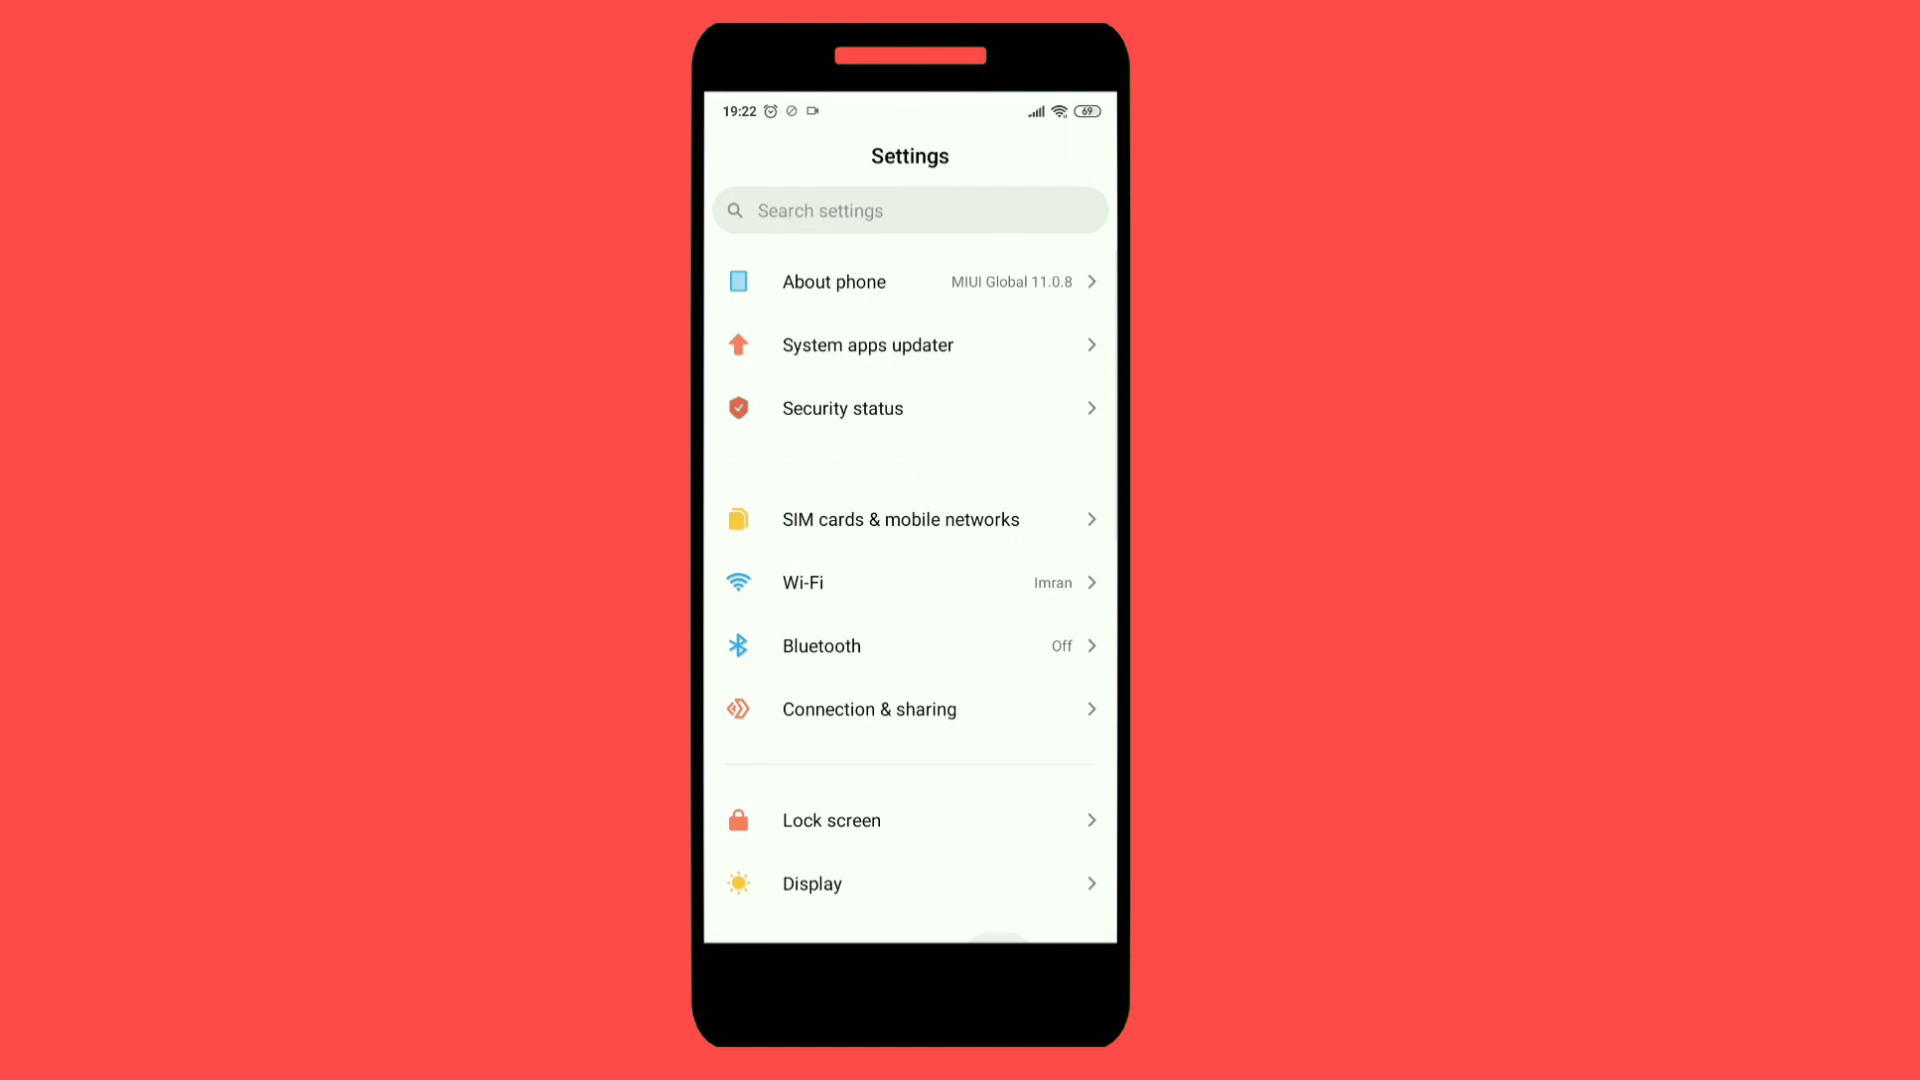 19:22
69
Settings
Search settings
About phone MIUI Global 11.0.8
System apps updater
Security status
SIM cards & mobile networks
Wi-Fi Imran
Bluetooth Off
Connection & sharing
Lock screen
Display